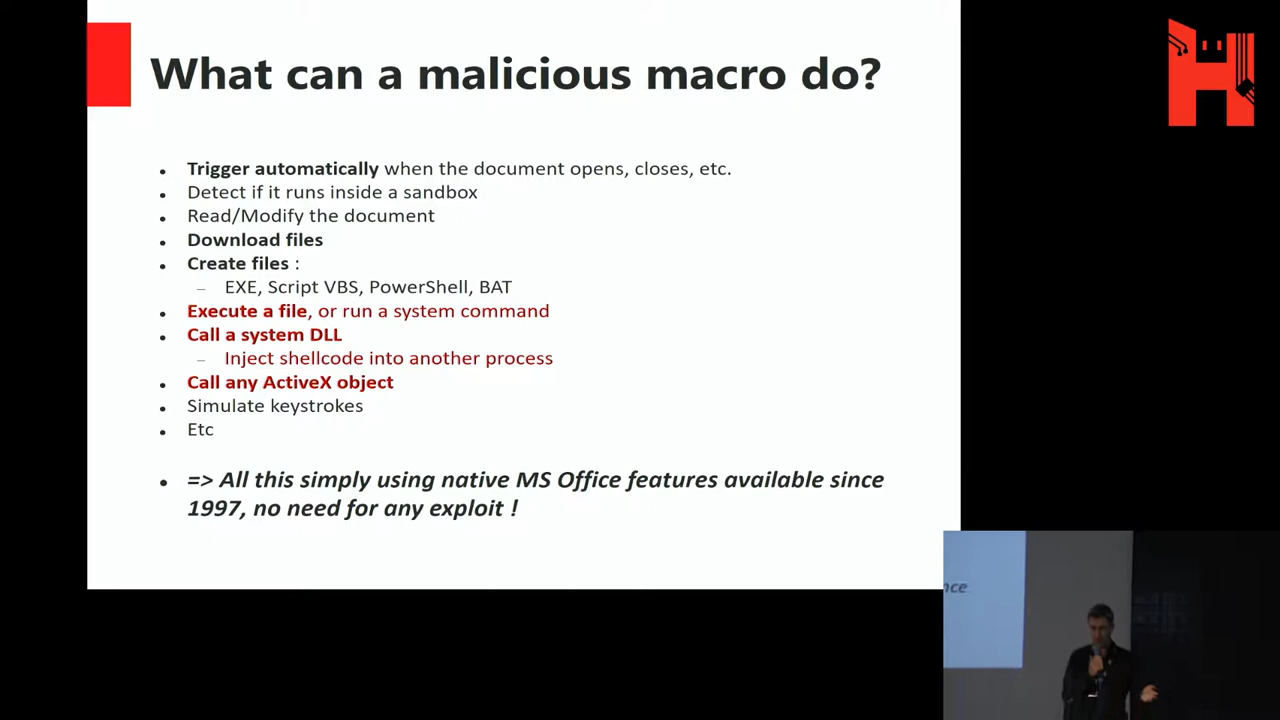 What can a malicious macro do?
• Trigger automatically when the document opens, closes, etc.
• Detect if it runs inside a sandbox
• Read/Modify the document
• Download files
• Create files :
– EXE, Script VBS, PowerShell, BAT
• Execute a file, or run a system command
• Call a system DLL
– Inject shellcode into another process
• Call any ActiveX object
• Simulate keystrokes
• Etc
• => All this simply using native MS Office features available since
1997, no need for any exploit !
nce